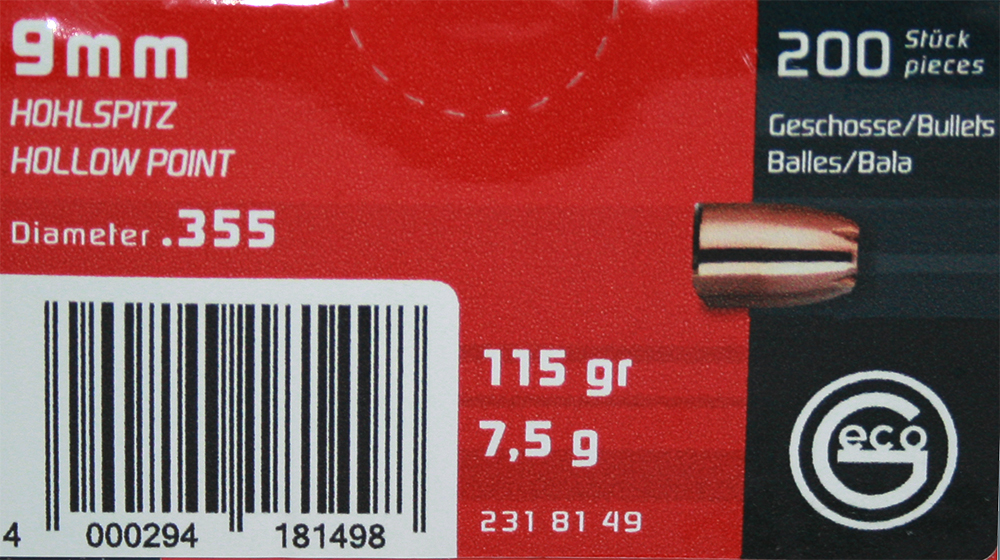 9mm
HOHLSPITZ
HOLLOW POINT
Diameter .355
200 Stück
pieces
Geschosse/Bullets
Balles/Bala
115 gr
7,5 g
231 81 49
Geco
4 000294 181498